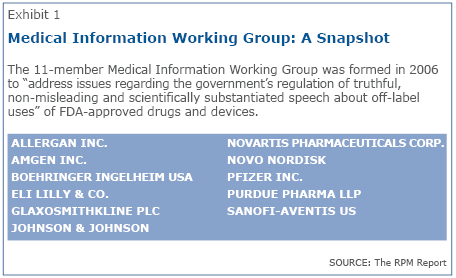 Exhibit 1
Medical Information Working Group: A Snapshot
The 11-member Medical Information Working Group was formed in 2006
to “address issues regarding the government’s regulation of truthful,
non-misleading and scientifically substantiated speech about off-label
uses” of FDA-approved drugs and devices.
ALLERGAN INC.
AMGEN INC.
BOEHRINGER INGELHEIM USA
ELI LILLY & CO.
GLAXOSMITHKLINE PLC
JOHNSON & JOHNSON
NOVARTIS PHARMACEUTICALS CORP.
NOVO NORDISK
PFIZER INC.
PURDUE PHARMA LLP
SANOFI-AVENTIS US
SOURCE: The RPM Report